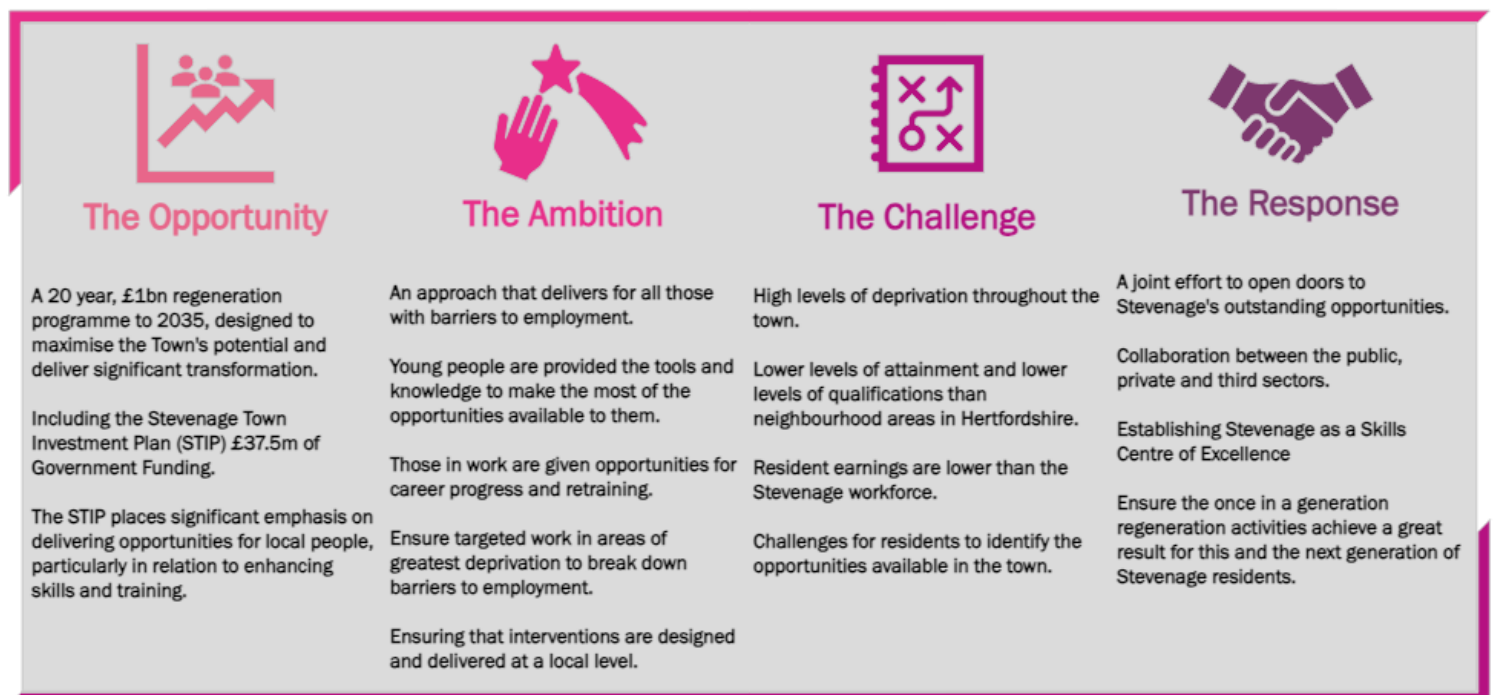 The Opportunity
A 20 year, £1bn regeneration
programme to 2035, designed to
maximise the Town's potential and
deliver significant transformation.
Including the Stevenage Town
Investment Plan (STIP) £37.5m of
Government Funding.
The STIP places significant emphasis on
delivering opportunities for local people,
particularly in relation to enhancing
skills and training.
The Ambition
An approach that delivers for all those
with barriers to employment.
Young people are provided the tools and
knowledge to make the most of the
opportunities available to them.
Those in work are given opportunities for
career progress and retraining.
Ensure targeted work in areas of
greatest deprivation to break down
barriers to employment.
Ensuring that interventions are designed
and delivered at a local level.
The Challenge
High levels of deprivation throughout the
town.
Lower levels of attainment and lower
levels of qualifications than
neighbourhood areas in Hertfordshire.
Resident earnings are lower than the
Stevenage workforce.
Challenges for residents to identify the
opportunities available in the town.
The Response
A joint effort to open doors to
Stevenage's outstanding opportunities.
Collaboration between the public,
private and third sectors.
Establishing Stevenage as a Skills
Centre of Excellence
Ensure the once in a generation
regeneration activities achieve a great
result for this and the next generation of
Stevenage residents.